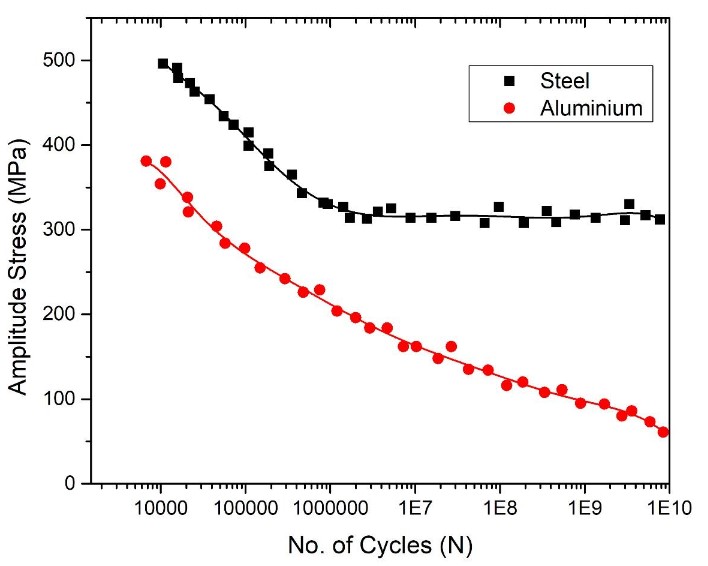 Amplitude Stress (MPa)
500
400
300
200
100
0
Steel
Aluminium
10000 100000 1000000 1E7 1E8 1E9 1E10
No. of Cycles (N)